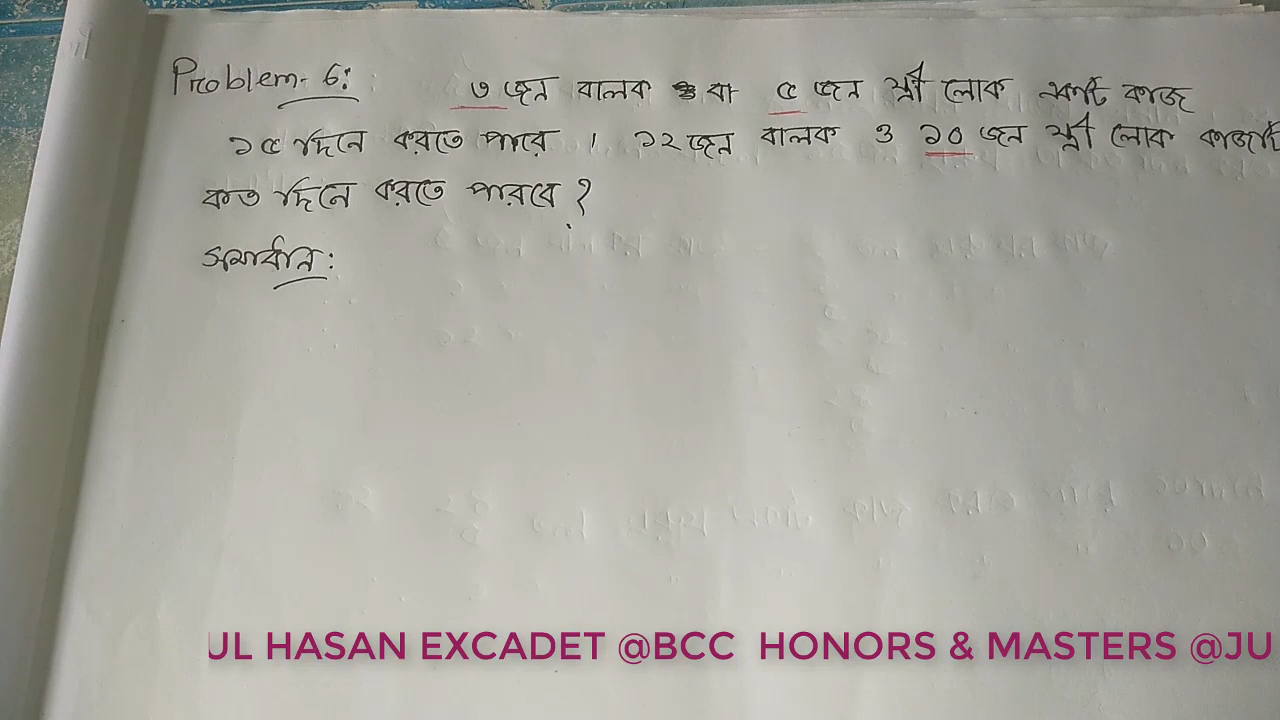 Problem-6:
৩ জন বালক বা ৫ জন স্ত্রী লোক একটি কাজ
১৫ দিনে করতে পারে । ১২ জন বালক ও ১০ জন স্ত্রী লোক কাজটি
কত দিনে করতে পারবে ?
সমাধান :
UL HASAN EXCADET @BCC HONORS & MASTERS @JU